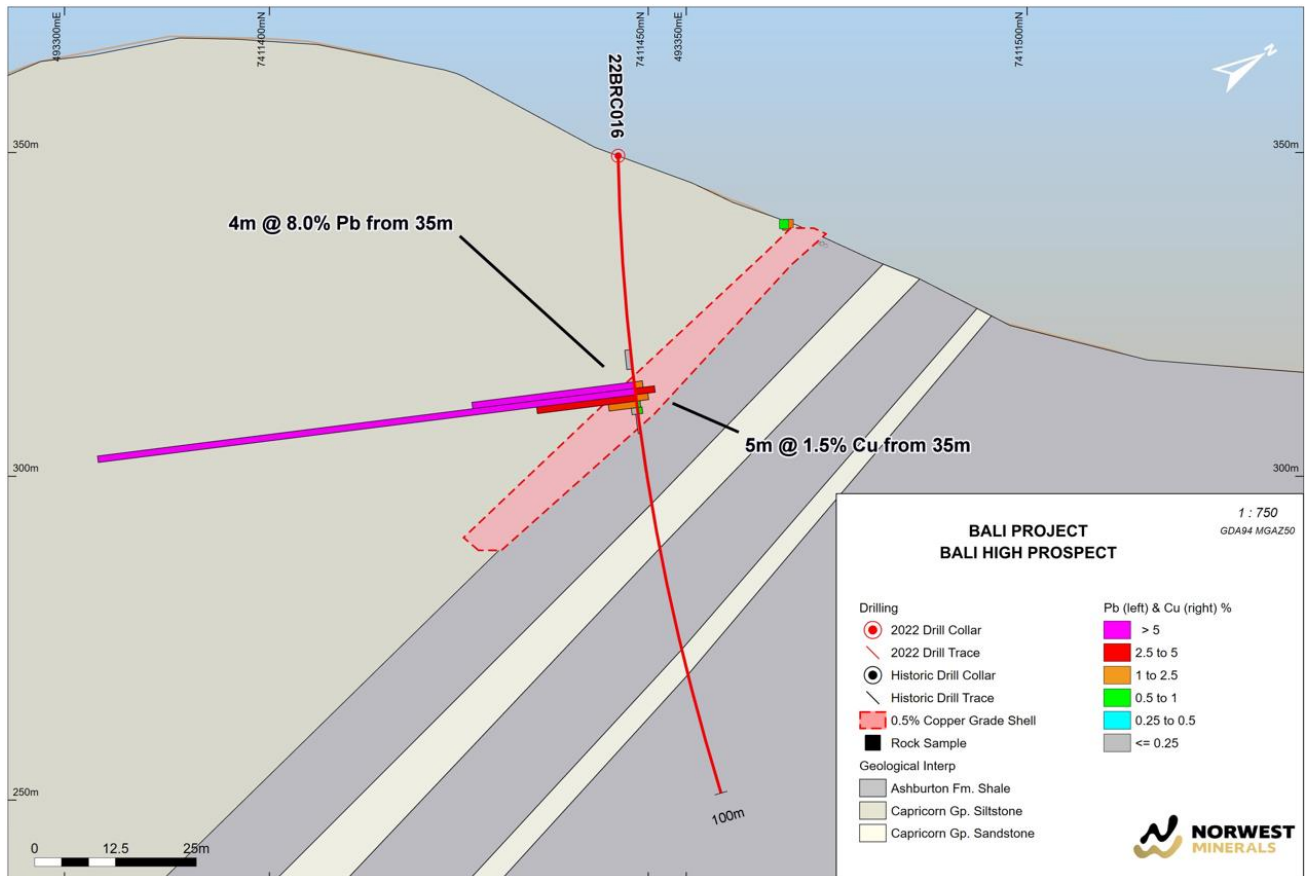 493300mE
7411400mN
7411450mN
493350mE
7411500mN
N
22BRC016
350m
350m
4m @ 8.0% Pb from 35m
5m @ 1.5% Cu from 35m
300m
300m
250m
100m
0 12.5 25m
BALI PROJECT
BALI HIGH PROSPECT
1 : 750
GDA94 MGAZ50
Drilling
2022 Drill Collar
2022 Drill Trace
Historic Drill Collar
Historic Drill Trace
0.5% Copper Grade Shell
Rock Sample
Geological Interp
Ashburton Fm. Shale
Capricorn Gp. Siltstone
Capricorn Gp. Sandstone
Pb (left) & Cu (right) %
> 5
2.5 to 5
1 to 2.5
0.5 to 1
0.25 to 0.5
<= 0.25
NORWEST
MINERALS